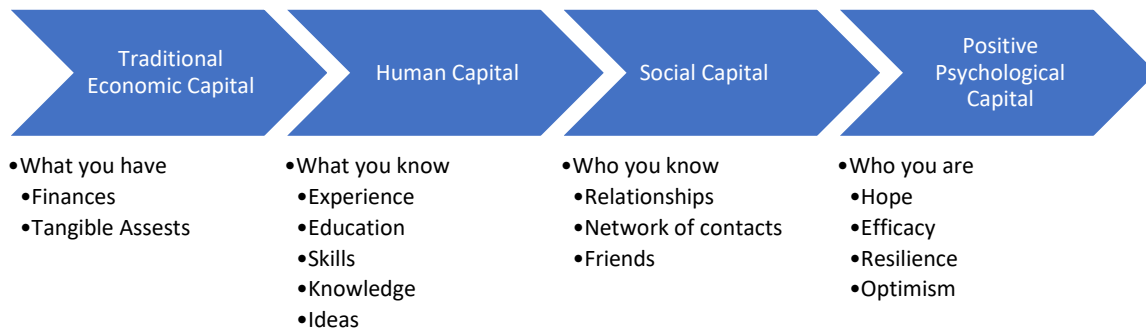 Traditional
Economic Capital
Human Capital
Social Capital
Positive
Psychological
Capital
•What you have
•Finances
•Tangible Assests
•What you know
•Experience
•Education
•Skills
•Knowledge
•Ideas
•Who you know
•Relationships
•Network of contacts
•Friends
•Who you are
•Hope
•Efficacy
•Resilience
•Optimism